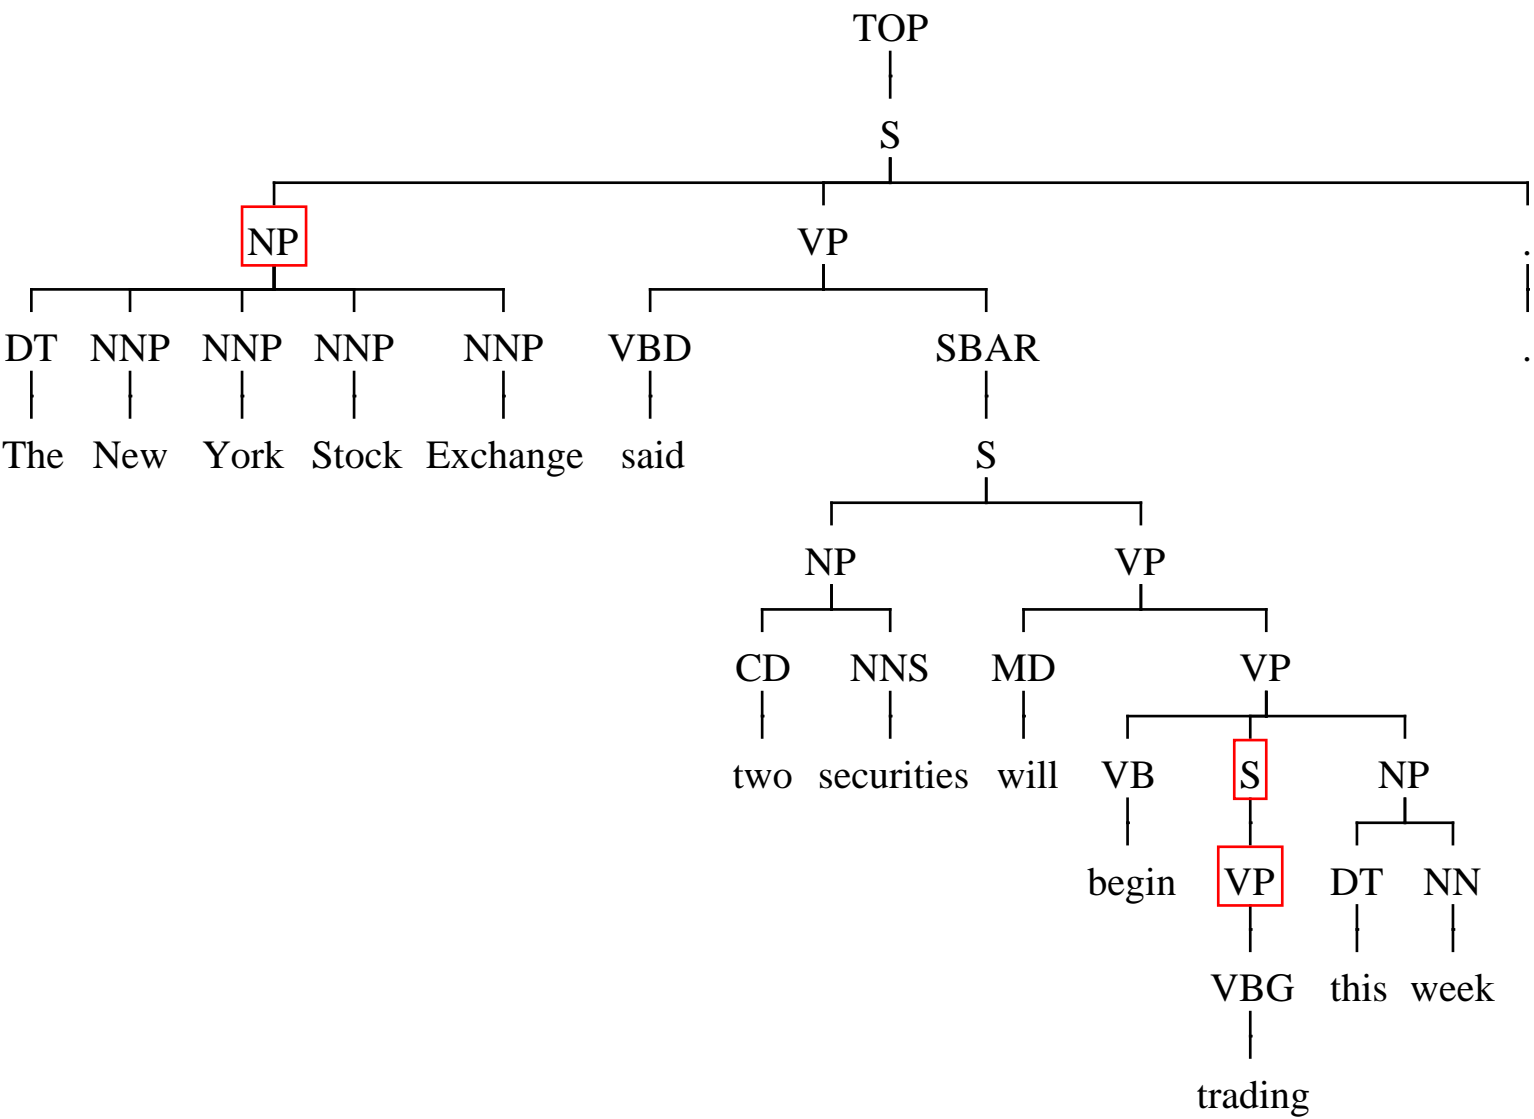 TOP
S
NP VP .
DT NNP NNP NNP NNP VBD SBAR .
The New York Stock Exchange said S
NP VP
CD NNS MD VP
two securities will VB S NP
begin VP DT NN
VBG this week
trading